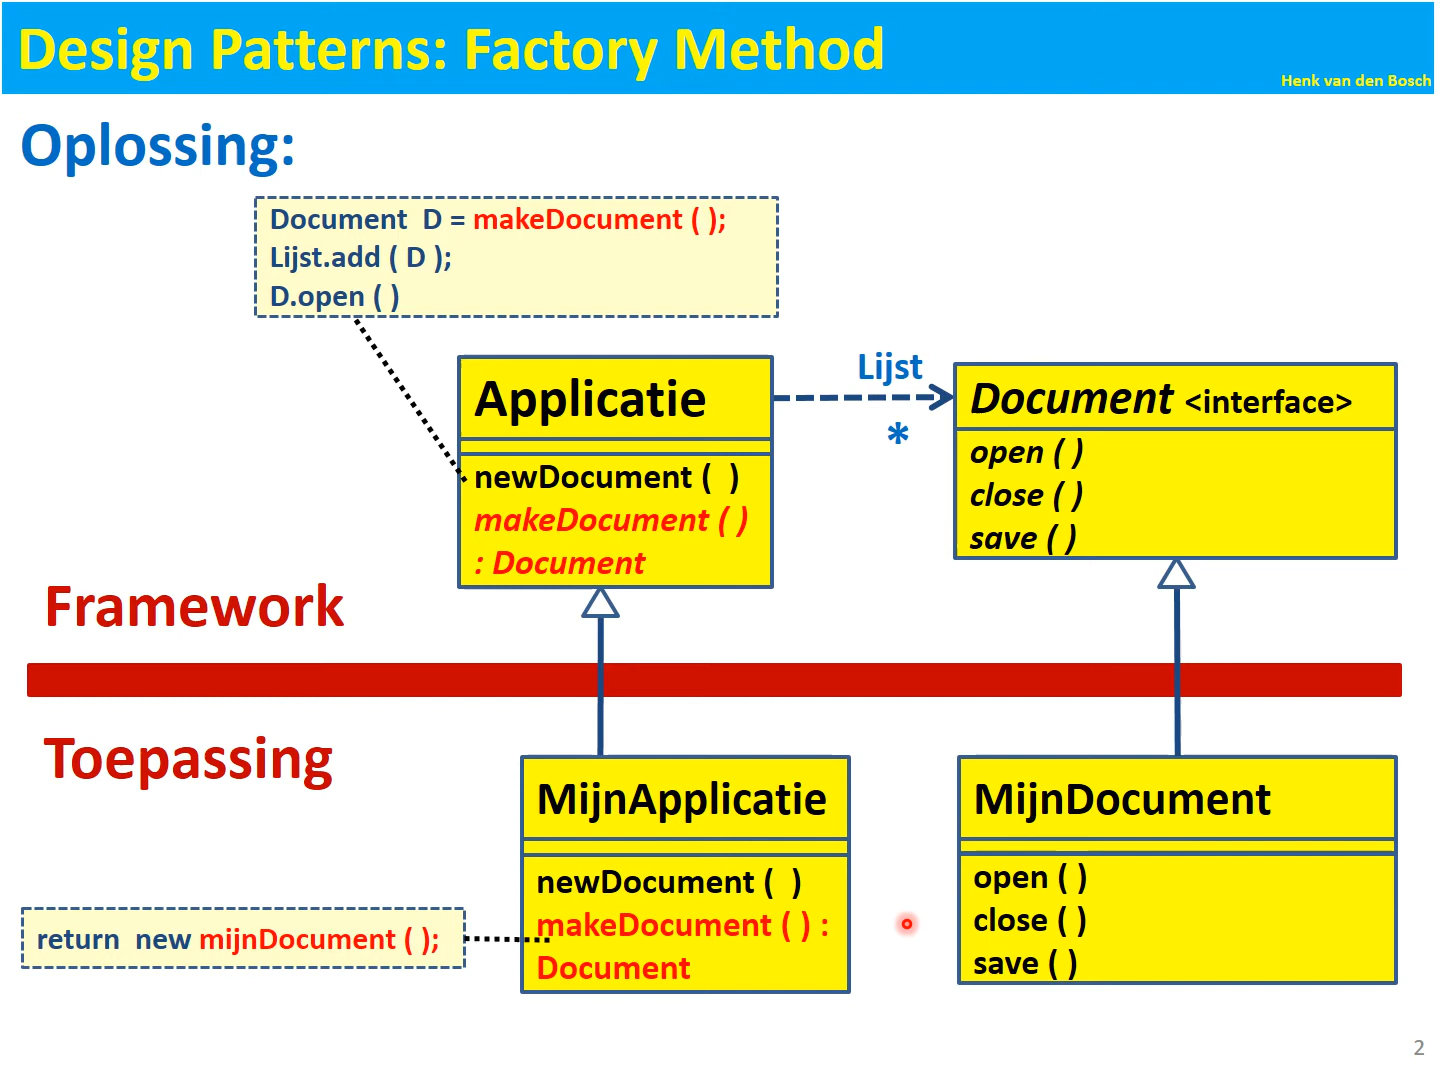 Design Patterns: Factory Method
Henk van den Bosch
Oplossing:
Document D = makeDocument ( );
Lijst.add ( D );
D.open ( )
Applicatie
newDocument ( )
makeDocument ( )
: Document
Lijst
*
Document <interface>
open ( )
close ( )
save ( )
Framework
Toepassing
MijnApplicatie
newDocument ( )
makeDocument ( ) :
Document
return new mijnDocument ( );
MijnDocument
open ( )
close ( )
save ( )
2